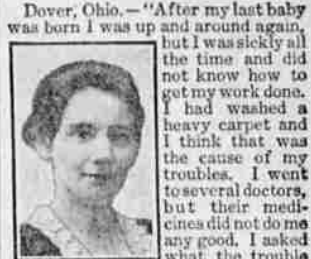 Dover, Ohio. — "After my last baby
was born I was up and around again,
but I was sickly all
the time and did
not know how to
get my work done.
I had washed a
heavy carpet and
I think that was
the cause of my
troubles. I went
to several doctors,
but their medi-
cines did not do me
any good. I asked
what the trouble